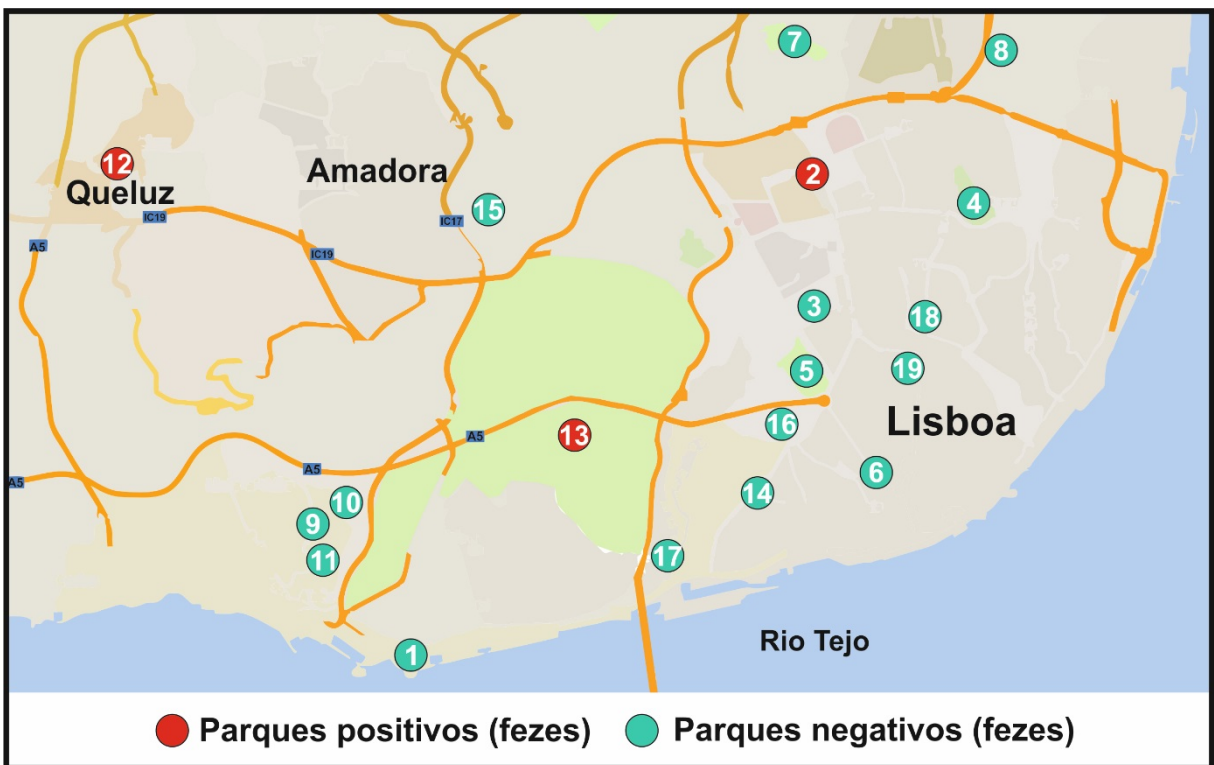 7
8
12
Queluz
Amadora
2
IC19
IC17
15
4
A5
IC19
3
18
5
19
Lisboa
16
13
A5
A5
A5
6
10
14
9
11
17
1
Rio Tejo
Parques positivos (fezes)
Parques negativos (fezes)